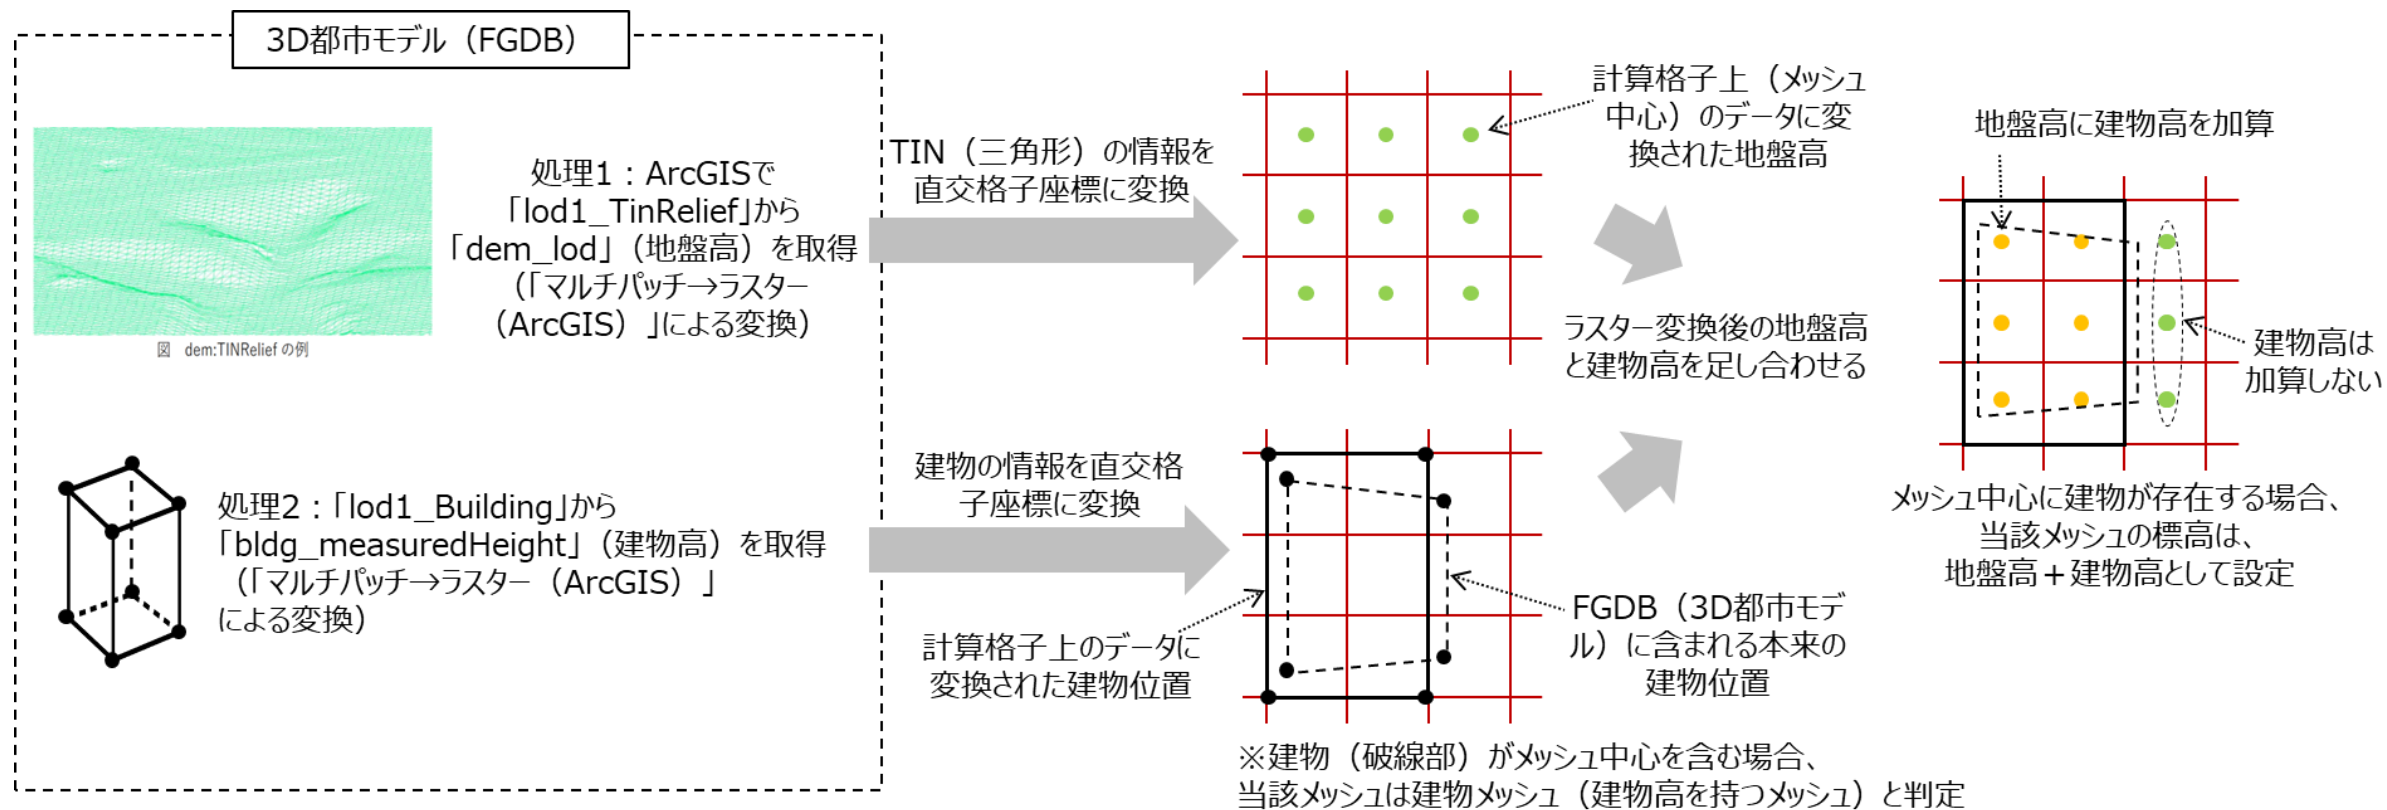 3D都市モデル（FGDB）
処理1：ArcGISで
「lod1_TinRelief」から
「dem_lod」（地盤高）を取得
（「マルチパッチ→ラスター
（ArcGIS）」による変換）
図　dem:TINRelief の例
処理2：「lod1_Building」から
「bldg_measuredHeight」（建物高）を取得
（「マルチパッチ→ラスター（ArcGIS）」
による変換）
TIN（三角形）の情報を
直交格子座標に変換
建物の情報を直交格
子座標に変換
計算格子上のデータに
変換された建物位置
計算格子上（メッシュ
中心）のデータに変
換された地盤高
ラスター変換後の地盤高
と建物高を足し合わせる
FGDB（3D都市モデ
ル）に含まれる本来の
建物位置
※建物（破線部）がメッシュ中心を含む場合、
当該メッシュは建物メッシュ（建物高を持つメッシュ）と判定
地盤高に建物高を加算
建物高は
加算しない
メッシュ中心に建物が存在する場合、
当該メッシュの標高は、
地盤高＋建物高として設定